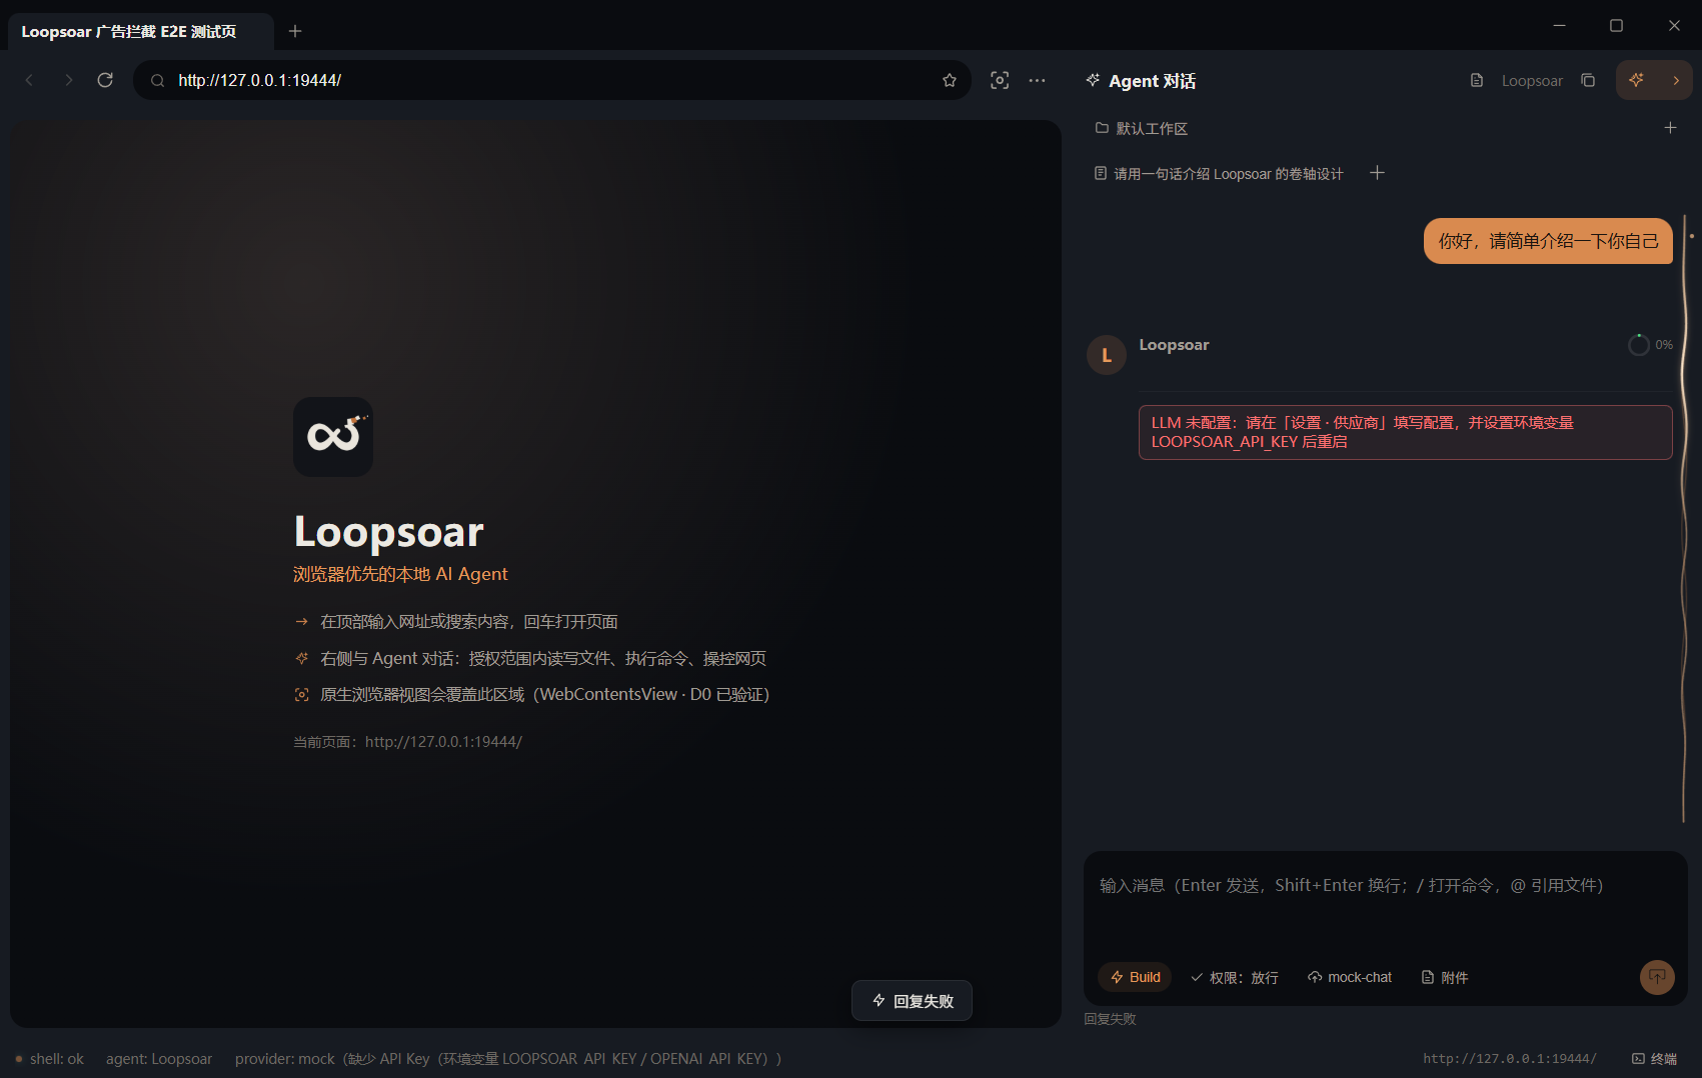 Loopsoar 广告拦截 E2E 测试页
http://127.0.0.1:19444/
Agent 对话
Loopsoar
默认工作区
请用一句话介绍 Loopsoar 的卷轴设计
你好，请简单介绍一下你自己
L
Loopsoar
0%
LLM 未配置：请在「设置 · 供应商」填写配置，并设置环境变量
LOOPSOAR_API_KEY 后重启
Loopsoar
浏览器优先的本地 AI Agent
在顶部输入网址或搜索内容，回车打开页面
右侧与 Agent 对话：授权范围内读写文件、执行命令、操控网页
原生浏览器视图会覆盖此区域（WebContentsView · D0 已验证）
当前页面：http://127.0.0.1:19444/
回复失败
输入消息（Enter 发送，Shift+Enter 换行；/ 打开命令，@ 引用文件）
Build
权限：放行
mock-chat
附件
回复失败
shell: ok
agent: Loopsoar
provider: mock（缺少 API Key（环境变量 LOOPSOAR_API_KEY / OPENAI_API_KEY））
http://127.0.0.1:19444/
终端